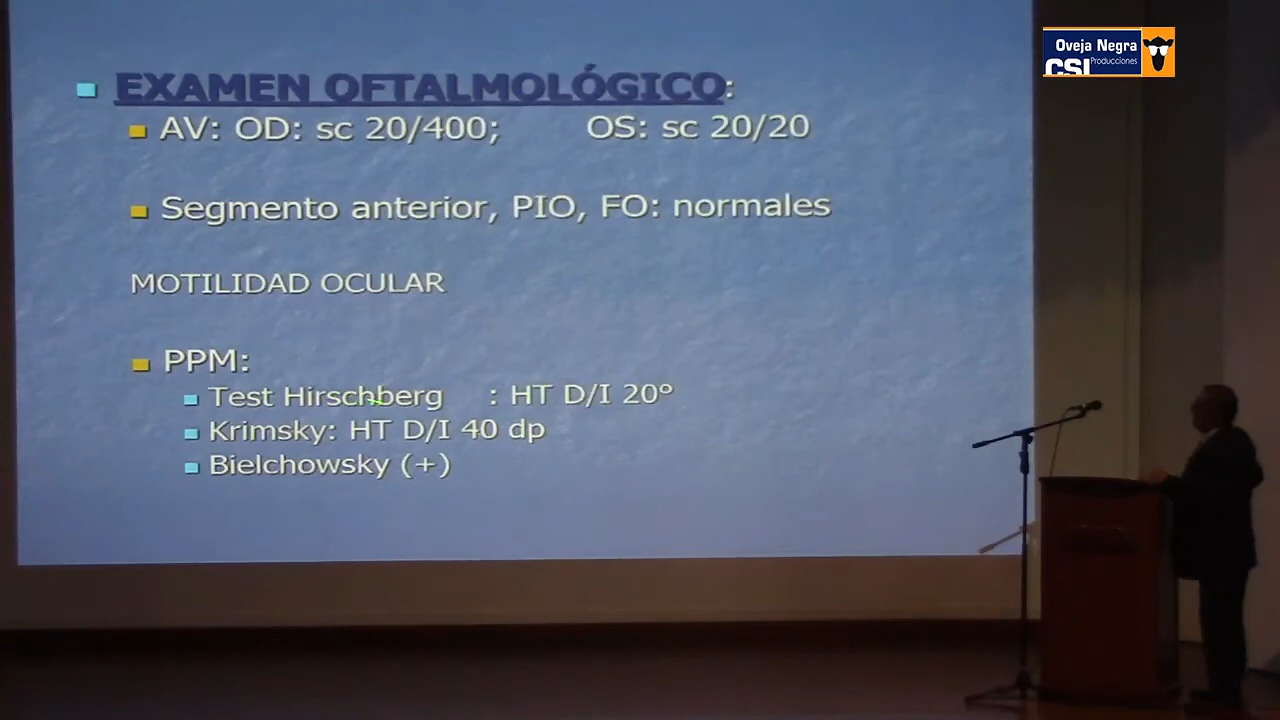 Oveja Negra
CSI Producciones
EXAMEN OFTALMOLÓGICO:
AV: OD: sc 20/400; OS: sc 20/20
Segmento anterior, PIO, FO: normales
MOTILIDAD OCULAR
PPM:
Test Hirschberg : HT D/I 20º
Krimsky: HT D/I 40 dp
Bielchowsky (+)